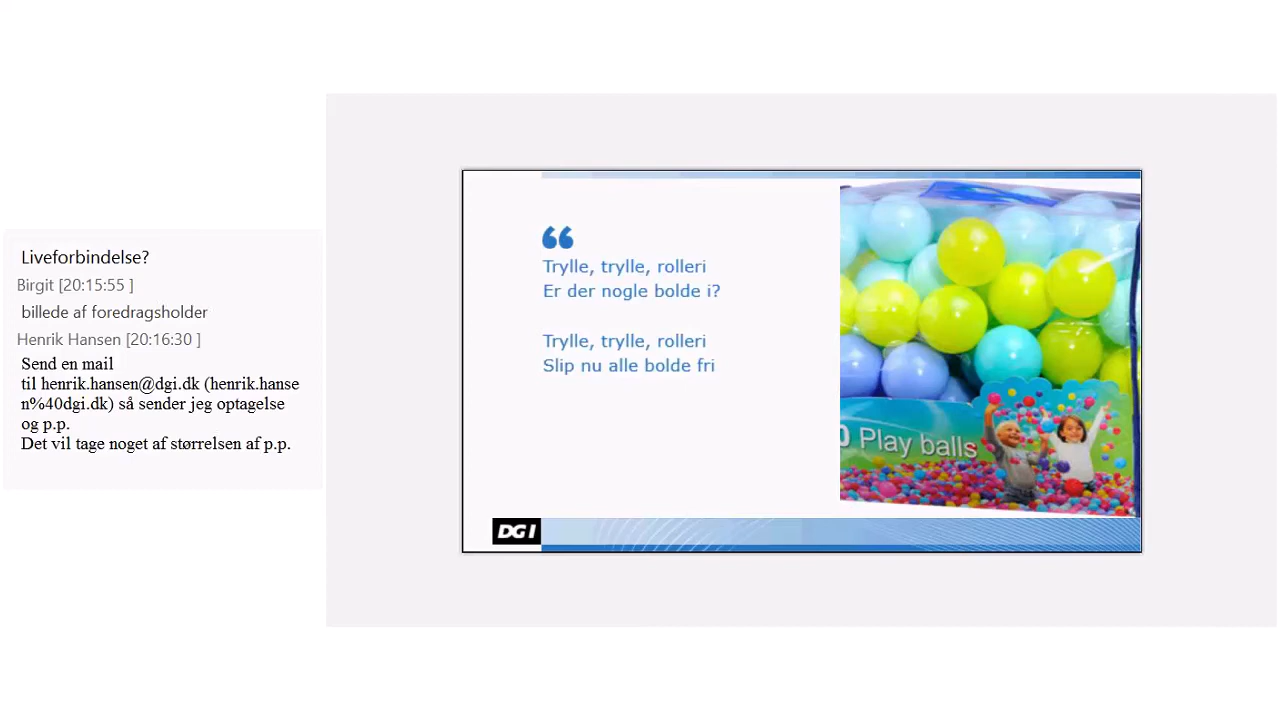 Liveforbindelse?
Birgit [20:15:55 ]
billede af foredragsholder
Henrik Hansen [20:16:30 ]
Send en mail
til henrik.hansen@dgi.dk (henrik.hanse
n%40dgi.dk) så sender jeg optagelse
og p.p.
Det vil tage noget af størrelsen af p.p.
Trylle, trylle, rolleri
Er der nogle bolde i?
Trylle, trylle, rolleri
Slip nu alle bolde fri
0 Play balls
DGI